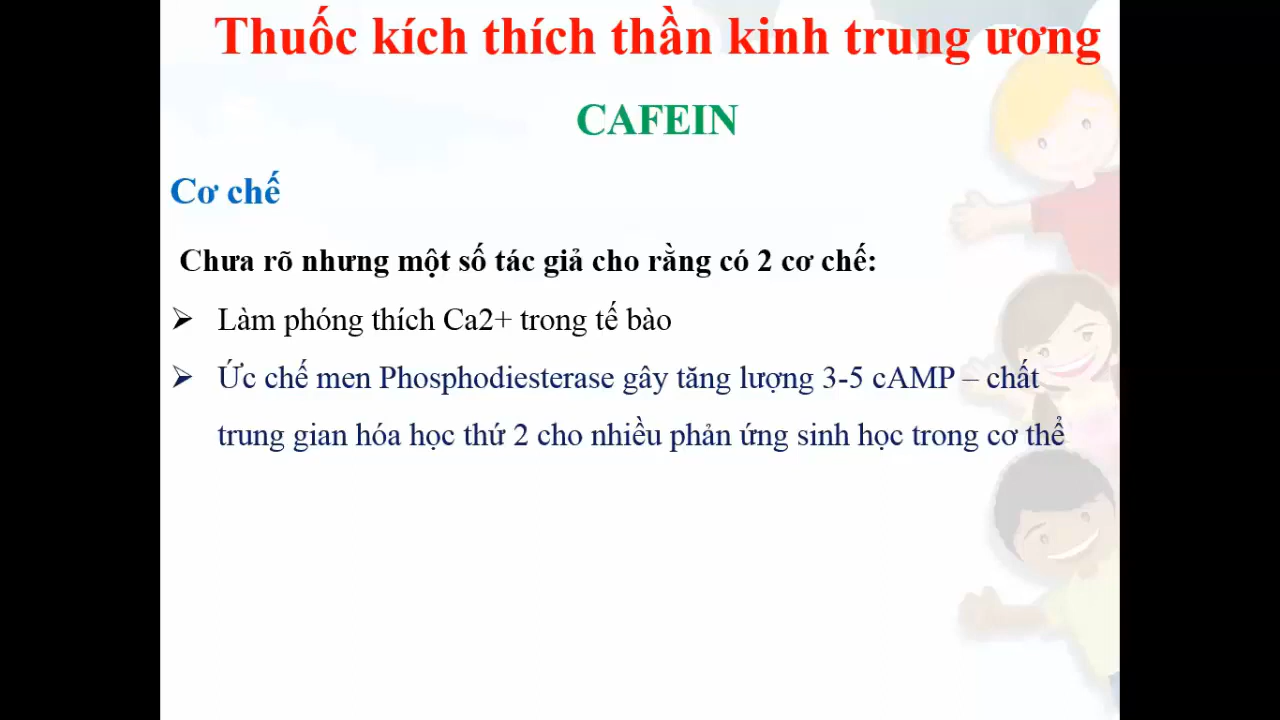 Thuốc kích thích thần kinh trung ương
CAFEIN
Cơ chế
Chưa rõ nhưng một số tác giả cho rằng có 2 cơ chế:
➢ Làm phóng thích Ca2+ trong tế bào
➢ Ức chế men Phosphodiesterase gây tăng lượng 3-5 cAMP – chất
trung gian hóa học thứ 2 cho nhiều phản ứng sinh học trong cơ thể